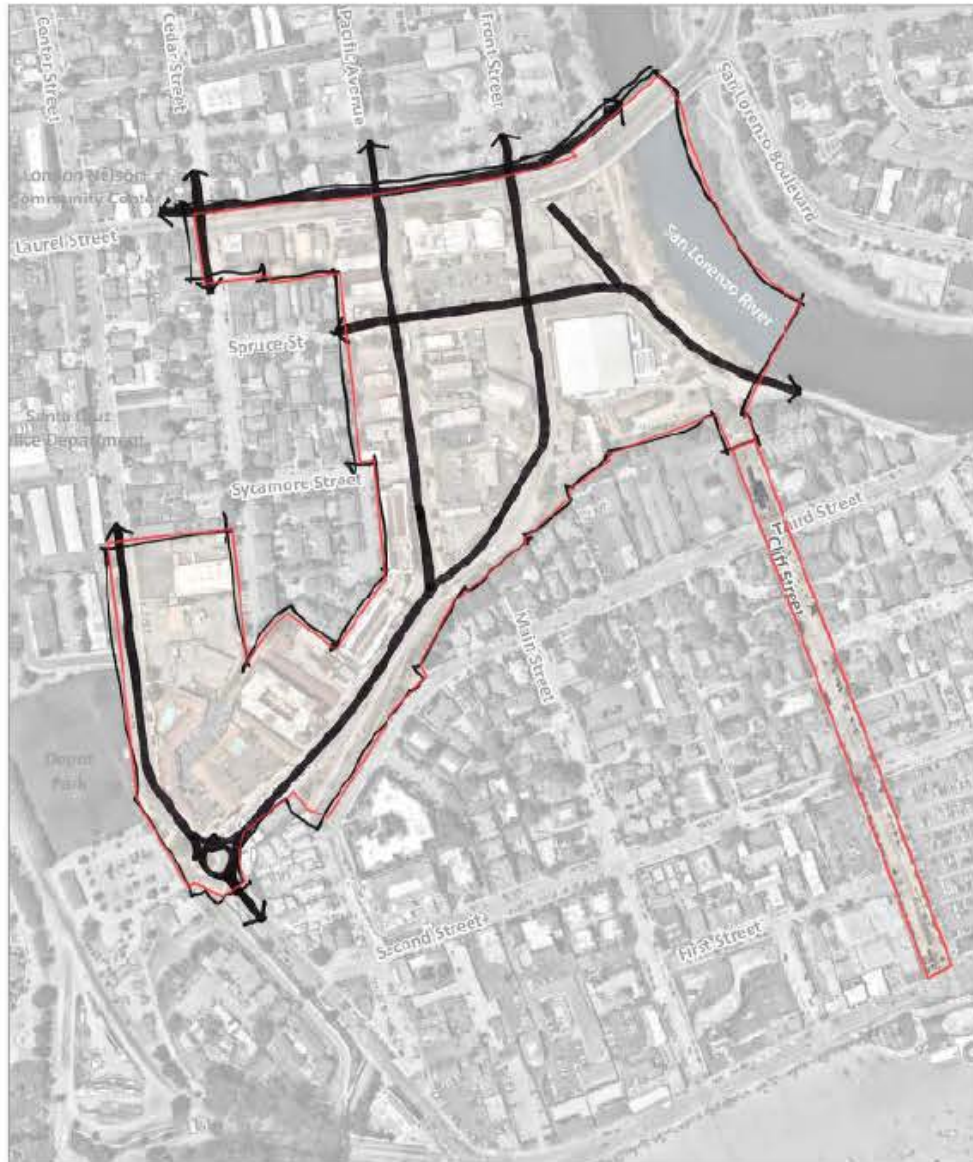 Center Street
Cedar Street
Pacific Avenue
Front Street
San Lorenzo Boulevard
London Nelson
Community Center
Laurel Street
San Lorenzo River
Spruce St
Santa Cruz
Police Department
Sycamore Street
Third Street
Cliff Street
Main Street
Depot
Park
Second Street
First Street